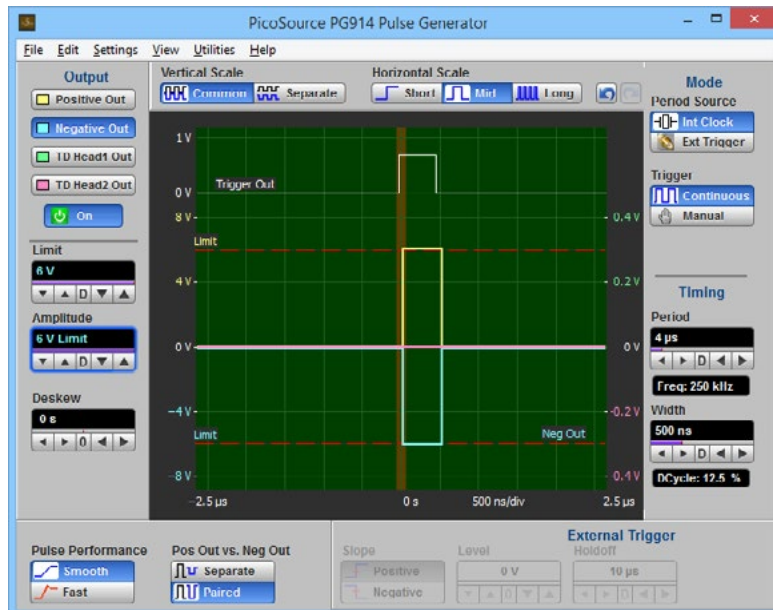 PicoSource PG914 Pulse Generator
File Edit Settings View Utilities Help
Output
Positive Out
Negative Out
TD Head1 Out
TD Head2 Out
On
Limit
6 V
D
Amplitude
6 V Limit
D
Deskew
0 s
0
Vertical Scale
Common Separate
Horizontal Scale
Short Mid Long
1 V
Trigger Out
0 V
8 V 0.4 V
Limit
4 V 0.2 V
0 V 0 V
-4 V -0.2 V
Limit Neg Out
-8 V 0.4 V
-2.5 µs 0 s 500 ns/div 2.5 µs
Mode
Period Source
Int Clock
Ext Trigger
Trigger
Continuous
Manual
Timing
Period
4 µs
D
Freq: 250 kHz
Width
500 ns
D
DCycle: 12.5 %
Pulse Performance
Smooth
Fast
Pos Out vs. Neg Out
Separate
Paired
External Trigger
Slope
Positive
Negative
Level
0 V
D
Holdoff
10 µs
D